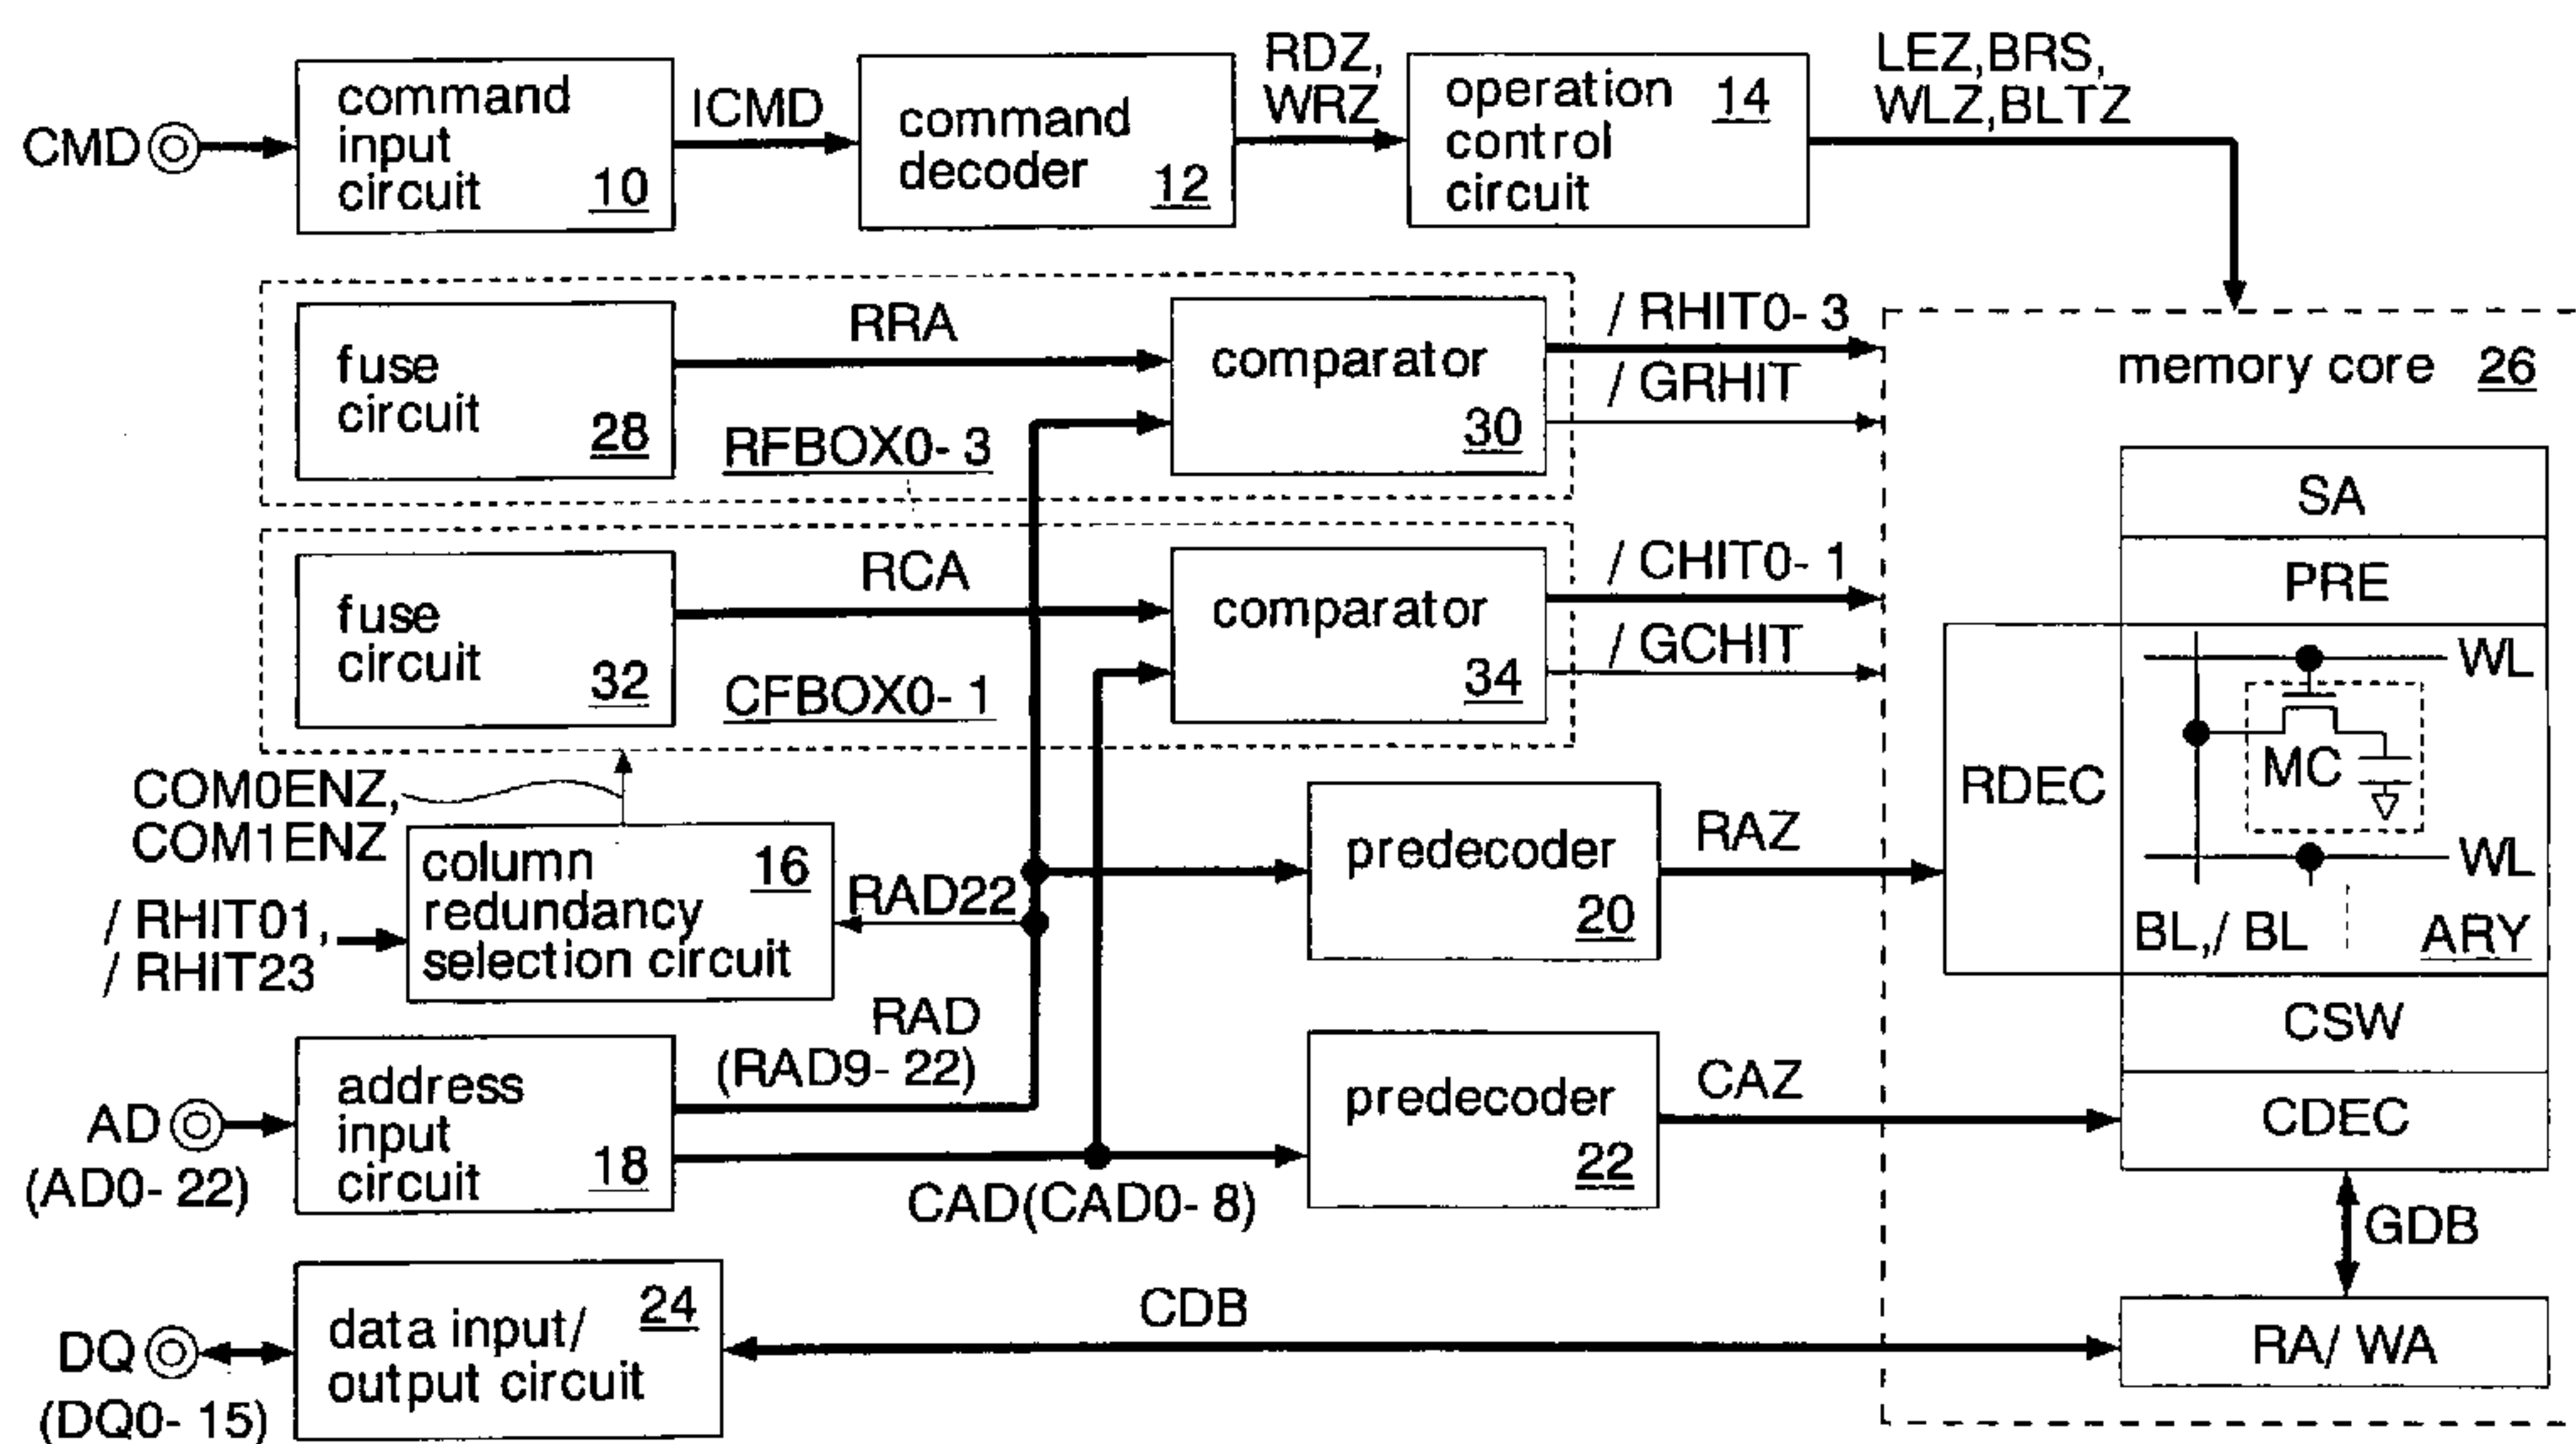 CMD
command
input
circuit
10
ICMD
command
decoder
12
RDZ,
WRZ
operation
control
circuit
14
LEZ,BRS,
WLZ,BLTZ
fuse
circuit
28
RRA
RFBOX0-3
comparator
30
/RHIT0-3
/GRHIT
memory core 26
fuse
circuit
32
RCA
CFBOX0-1
comparator
34
/CHIT0-1
/GCHIT
SA
PRE
RDEC
WL
MC
WL
BL,/BL
ARY
CSW
CDEC
GDB
RA/WA
COM0ENZ,
COM1ENZ
/RHIT01,
/RHIT23
column
redundancy
selection circuit
16
RAD22
predecoder
20
RAZ
AD
(AD0-22)
address
input
circuit
18
RAD
(RAD9-22)
CAD(CAD0-8)
predecoder
22
CAZ
DQ
(DQ0-15)
data input/
output circuit
24
CDB